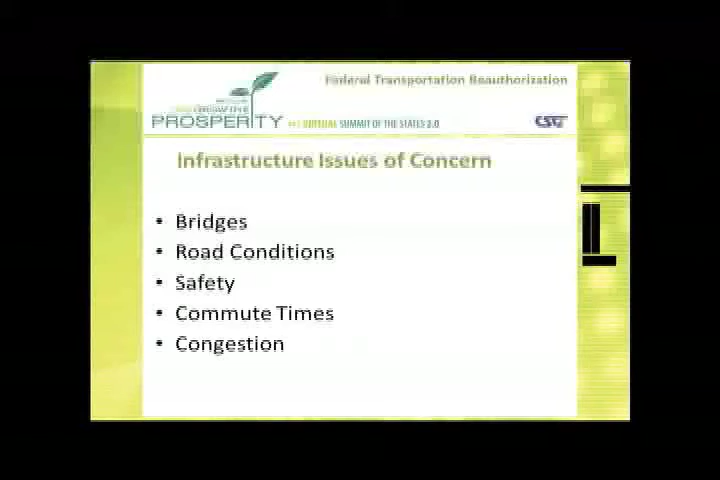 Federal Transportation Reauthorization
PROSPERITY
VIRTUAL SUMMIT OF THE STATES 2.0
CSG
Infrastructure Issues of Concern
• Bridges
• Road Conditions
• Safety
• Commute Times
• Congestion